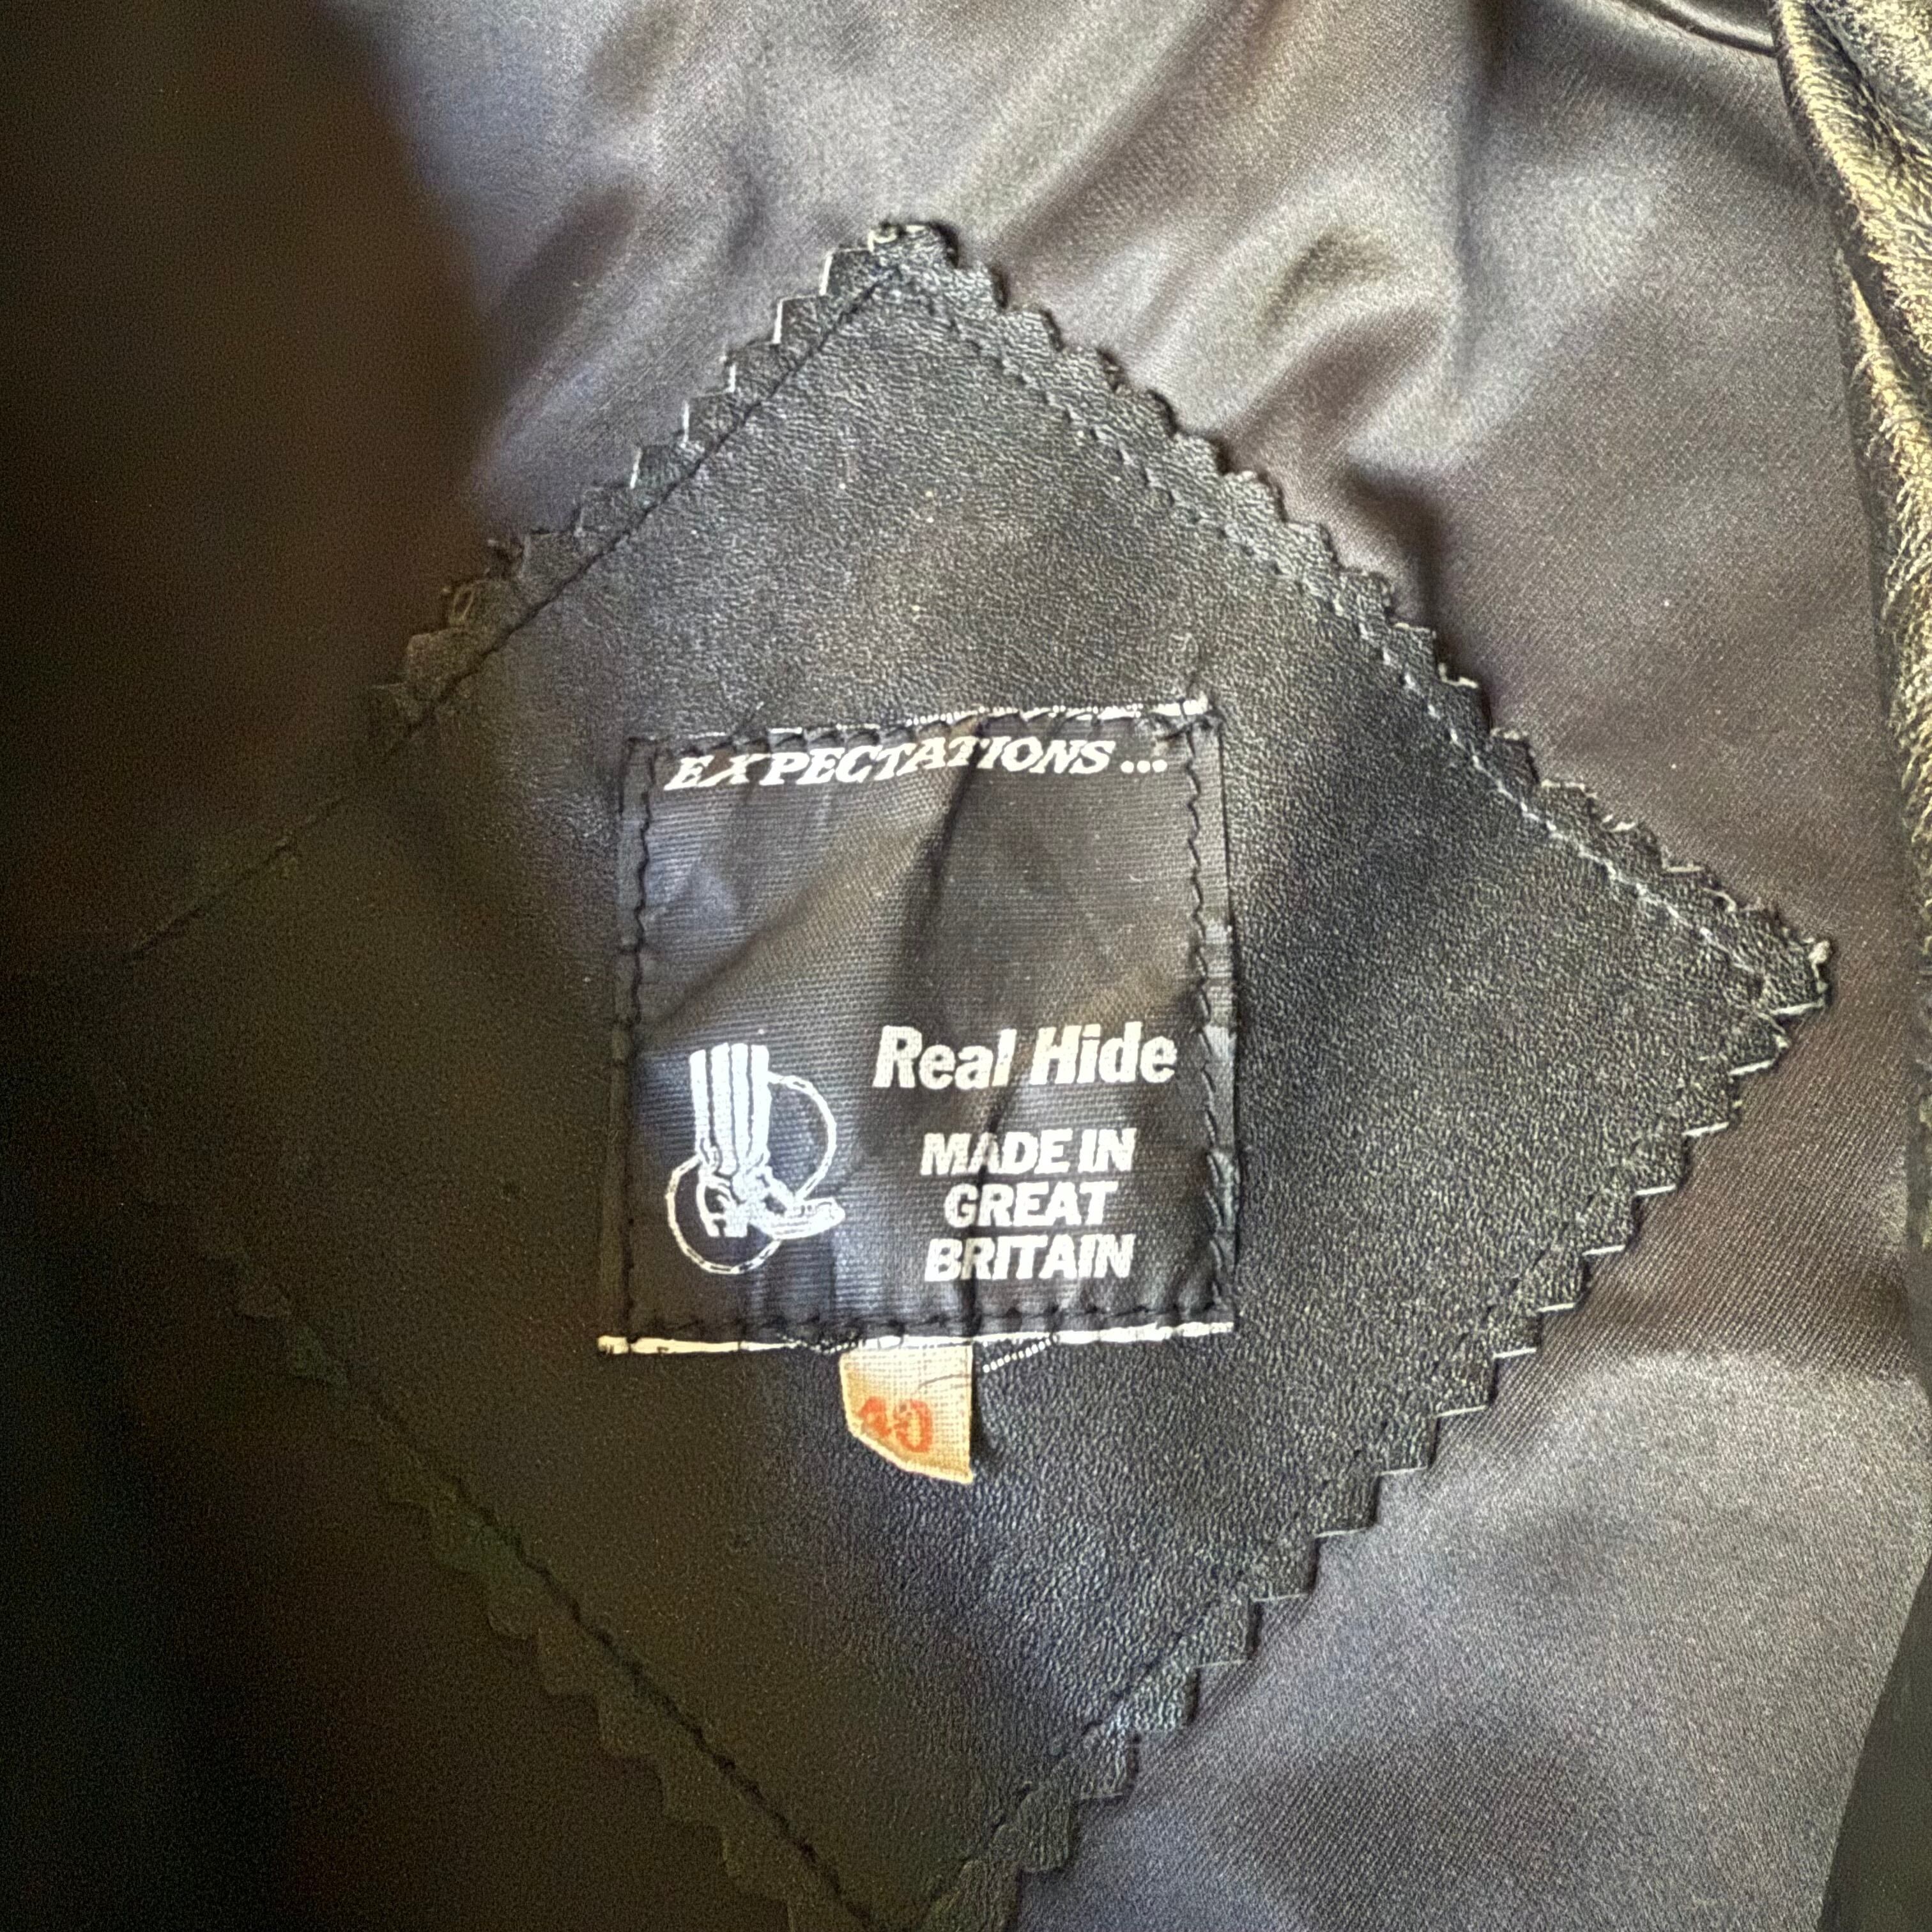 EXPECTATIONS...
Real Hide
MADE IN
GREAT
BRITAIN
40